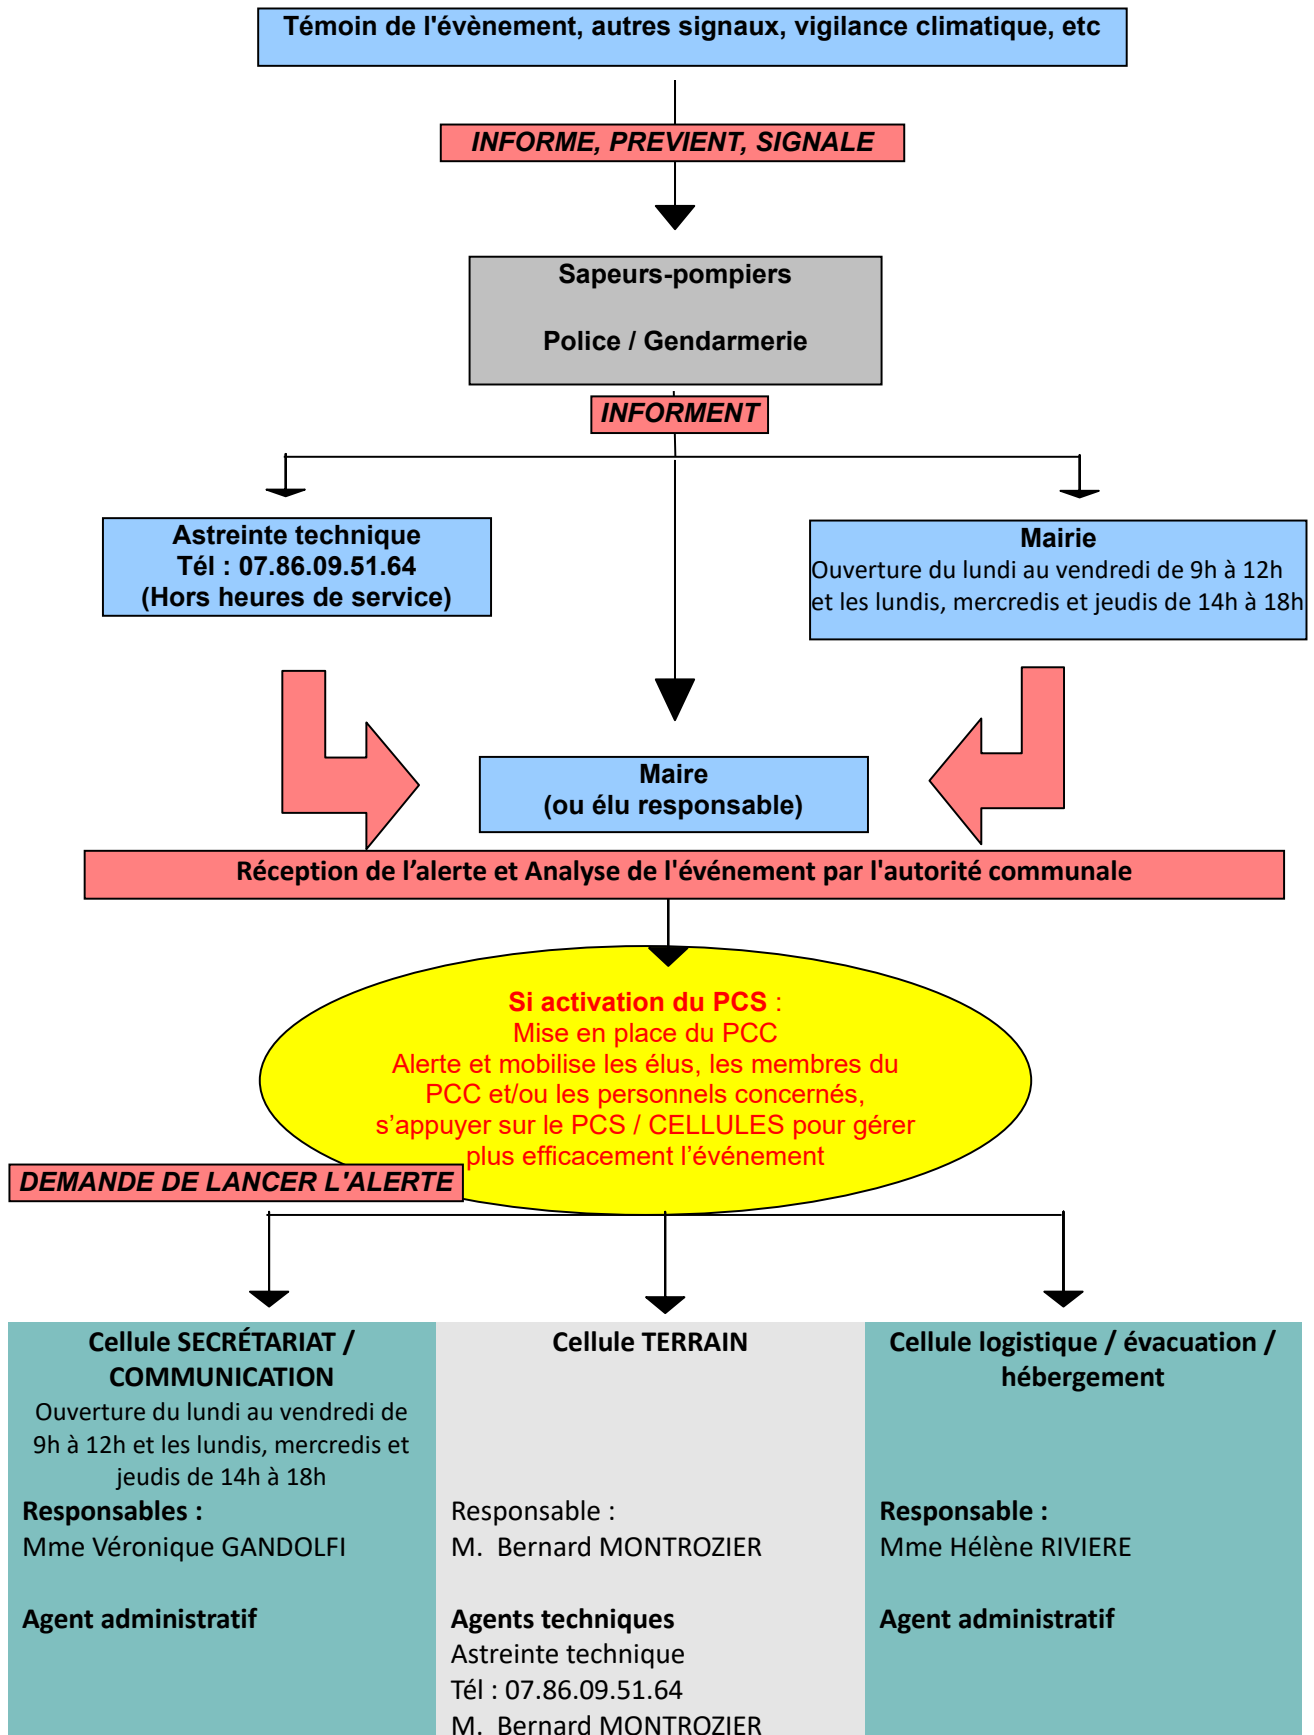 Témoin de l'évènement, autres signaux, vigilance climatique, etc
INFORME, PREVIENT, SIGNALE
Sapeurs-pompiers
Police / Gendarmerie
INFORMENT
Astreinte technique
Tél : 07.86.09.51.64
(Hors heures de service)
Mairie
Ouverture du lundi au vendredi de 9h à 12h
et les lundis, mercredis et jeudis de 14h à 18h
Maire
(ou élu responsable)
Réception de l’alerte et Analyse de l'événement par l'autorité communale
Si activation du PCS :
Mise en place du PCC
Alerte et mobilise les élus, les membres du
PCC et/ou les personnels concernés,
s’appuyer sur le PCS / CELLULES pour gérer
plus efficacement l’événement
DEMANDE DE LANCER L'ALERTE
Cellule SECRÉTARIAT /
COMMUNICATION
Ouverture du lundi au vendredi de
9h à 12h et les lundis, mercredis et
jeudis de 14h à 18h
Responsables :
Mme Véronique GANDOLFI
Agent administratif
Cellule TERRAIN
Responsable :
M. Bernard MONTROZIER
Agents techniques
Astreinte technique
Tél : 07.86.09.51.64
M. Bernard MONTROZIER
Cellule logistique / évacuation /
hébergement
Responsable :
Mme Hélène RIVIERE
Agent administratif